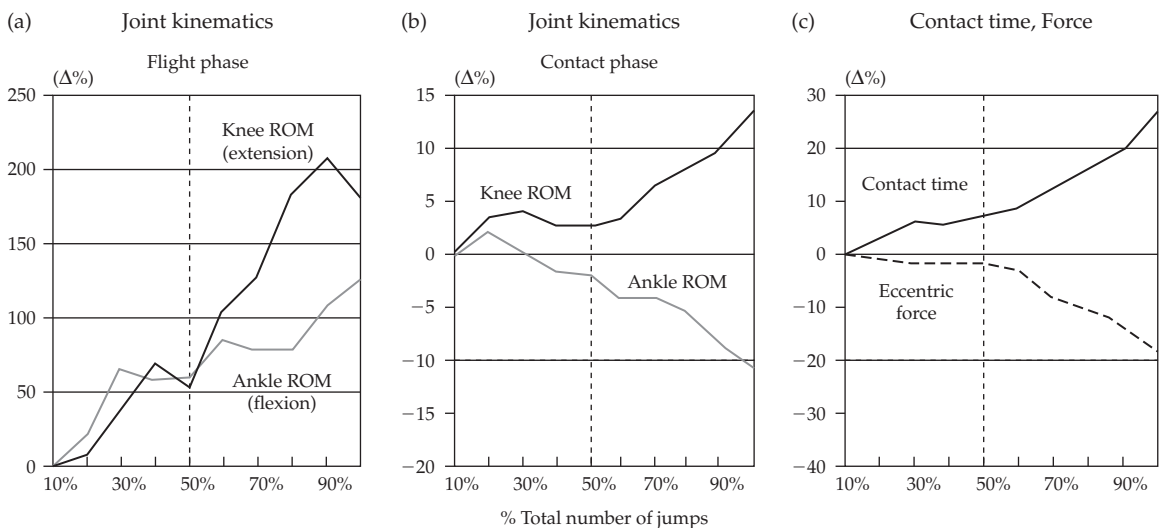 (a) Joint kinematics
Flight phase
(Δ%)
250
200
150
100
50
0
Knee ROM
(extension)
Ankle ROM
(flexion)
10% 30% 50% 70% 90%
(b) Joint kinematics
Contact phase
(Δ%)
15
10
5
0
−5
−10
−15
−20
Knee ROM
Ankle ROM
10% 30% 50% 70% 90%
% Total number of jumps
(c) Contact time, Force
(Δ%)
30
20
10
0
−10
−20
−30
−40
Contact time
Eccentric
force
10% 30% 50% 70% 90%